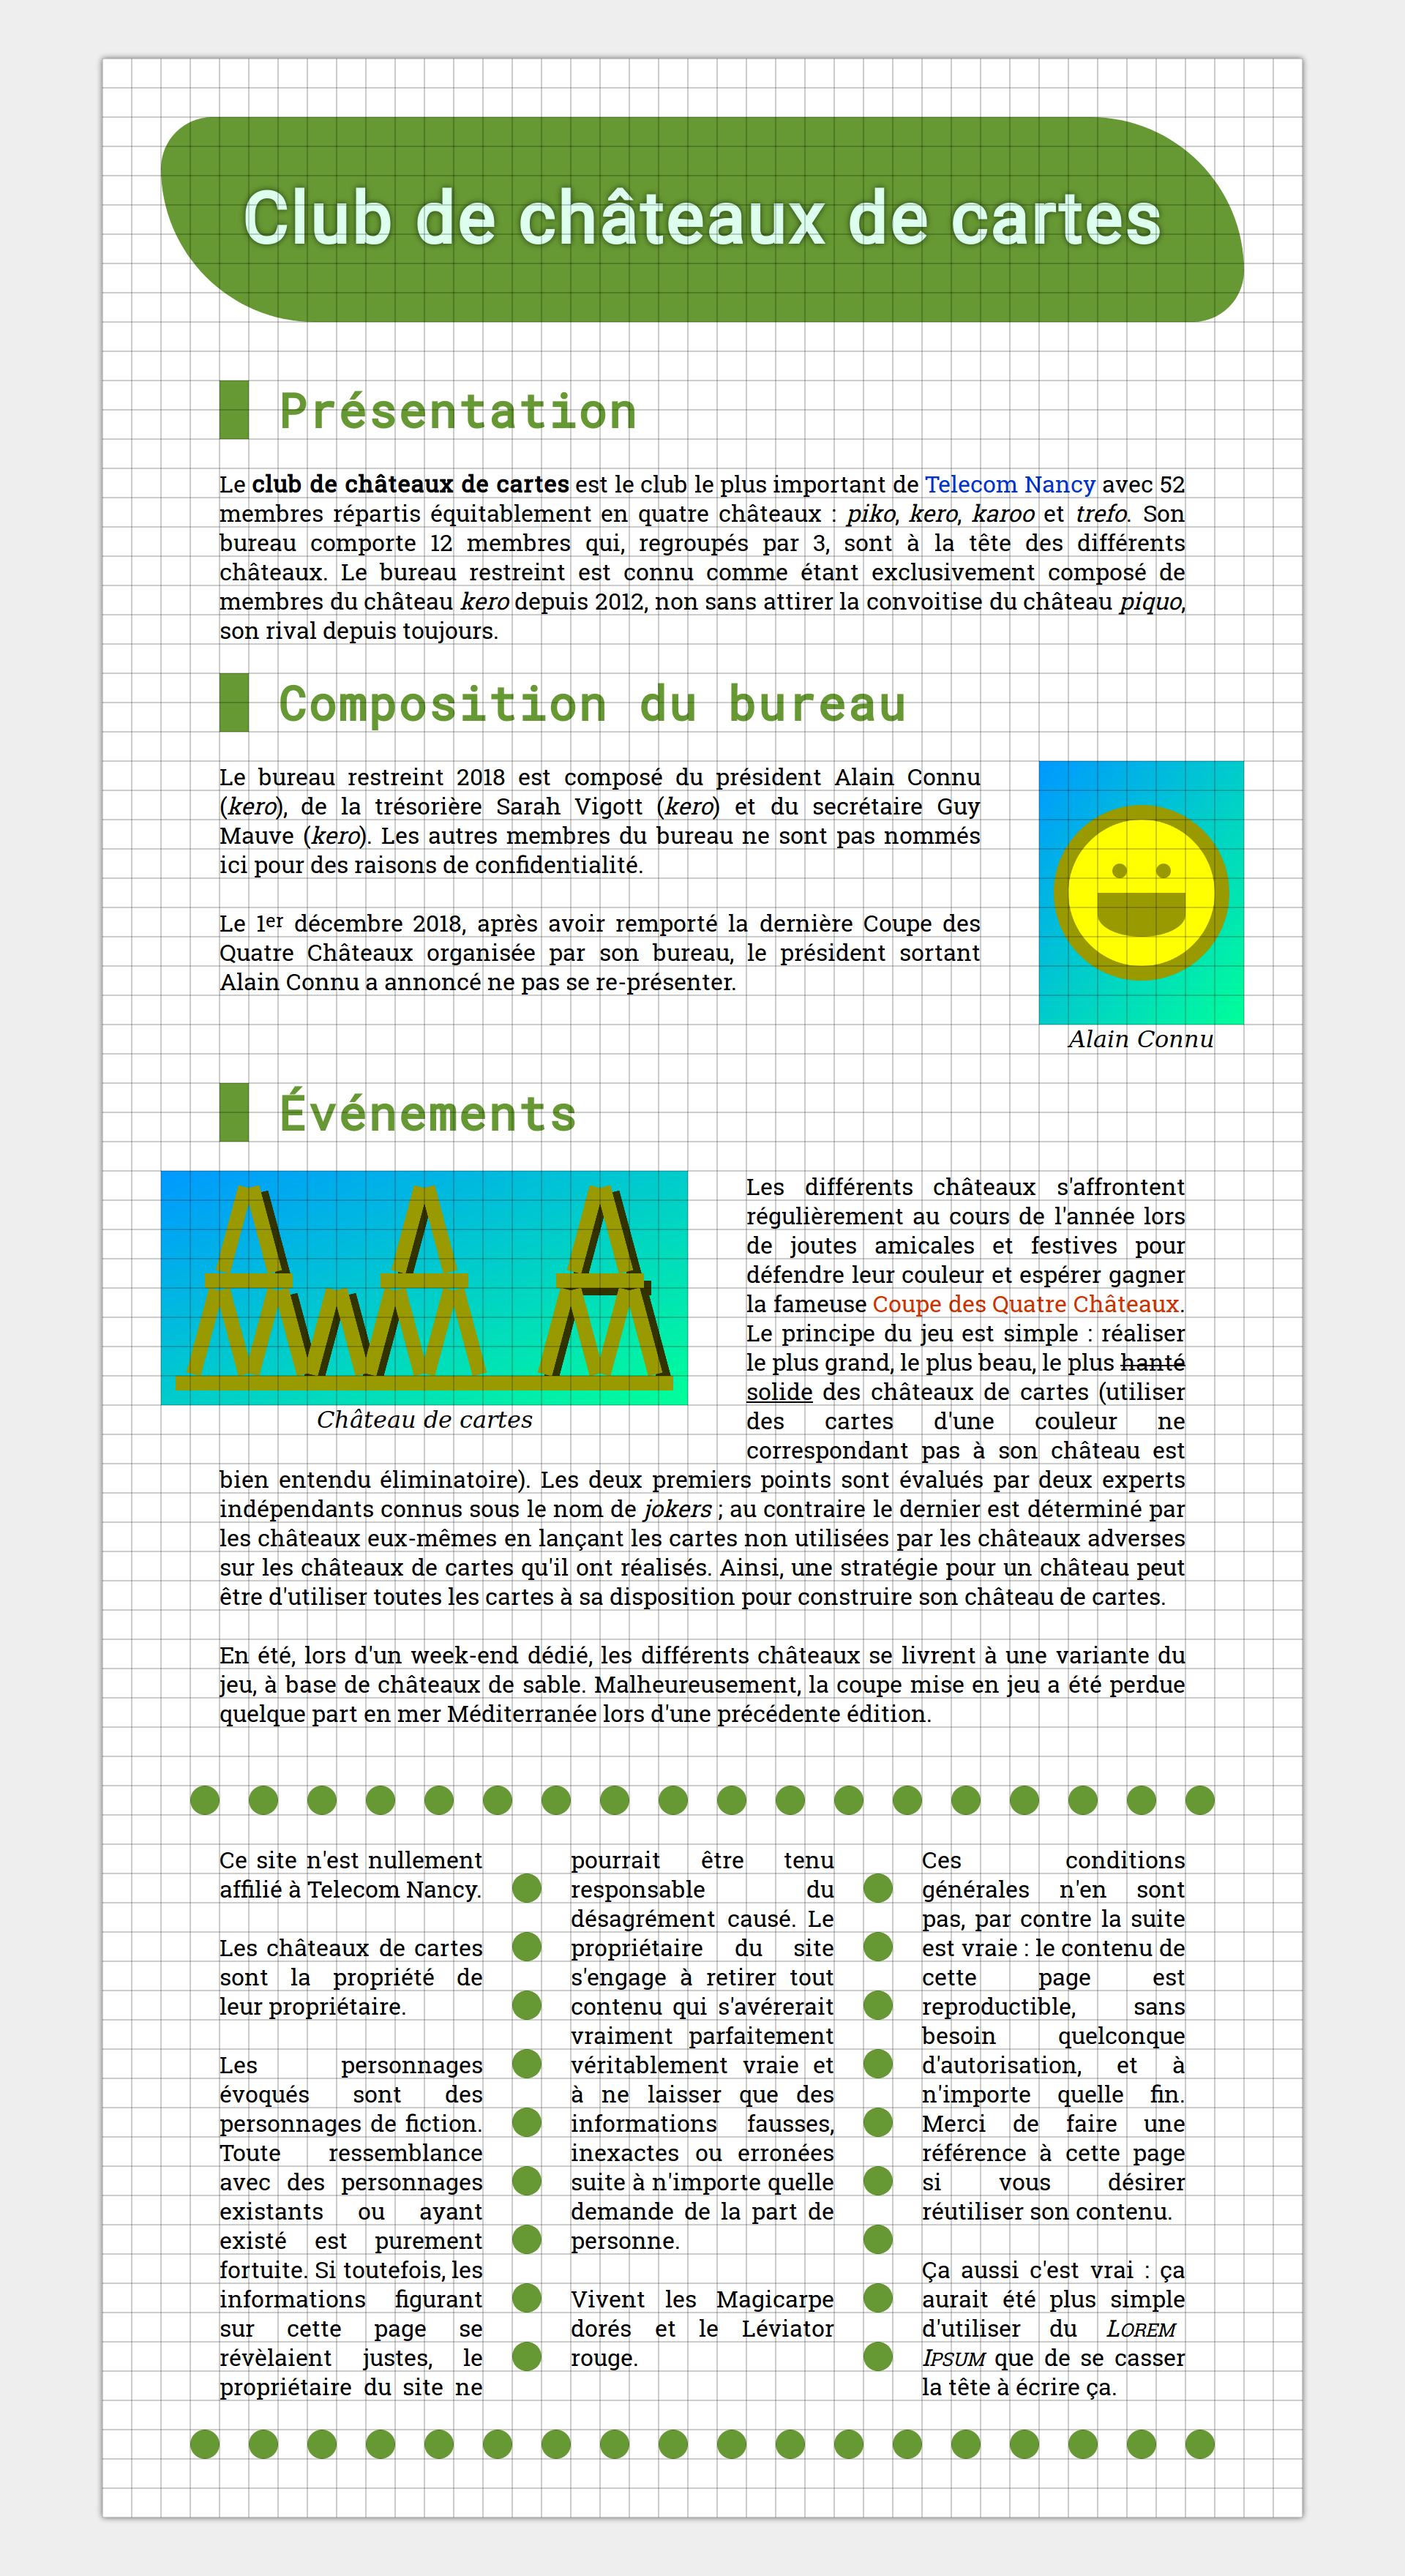 Club de châteaux de cartes
Présentation
Le club de châteaux de cartes est le club le plus important de Telecom Nancy avec 52
membres répartis équitablement en quatre châteaux : piko, kero, karoo et trefo. Son
bureau comporte 12 membres qui, regroupés par 3, sont à la tête des différents
châteaux. Le bureau restreint est connu comme étant exclusivement composé de
membres du château kero depuis 2012, non sans attirer la convoitise du château piquo,
son rival depuis toujours.
Composition du bureau
Le bureau restreint 2018 est composé du président Alain Connu
(kero), de la trésorière Sarah Vigott (kero) et du secrétaire Guy
Mauve (kero). Les autres membres du bureau ne sont pas nommés
ici pour des raisons de confidentialité.
Le 1er décembre 2018, après avoir remporté la dernière Coupe des
Quatre Châteaux organisée par son bureau, le président sortant
Alain Connu a annoncé ne pas se re-présenter.
Alain Connu
Événements
Château de cartes
Les différents châteaux s'affrontent
régulièrement au cours de l'année lors
de joutes amicales et festives pour
défendre leur couleur et espérer gagner
la fameuse Coupe des Quatre Châteaux.
Le principe du jeu est simple : réaliser
le plus grand, le plus beau, le plus hanté
solide des châteaux de cartes (utiliser
des cartes d'une couleur ne
correspondant pas à son château est
bien entendu éliminatoire). Les deux premiers points sont évalués par deux experts
indépendants connus sous le nom de jokers ; au contraire le dernier est déterminé par
les châteaux eux-mêmes en lançant les cartes non utilisées par les châteaux adverses
sur les châteaux de cartes qu'il ont réalisés. Ainsi, une stratégie pour un château peut
être d'utiliser toutes les cartes à sa disposition pour construire son château de cartes.
En été, lors d'un week-end dédié, les différents châteaux se livrent à une variante du
jeu, à base de châteaux de sable. Malheureusement, la coupe mise en jeu a été perdue
quelque part en mer Méditerranée lors d'une précédente édition.
Ce site n'est nullement
affilié à Telecom Nancy.
Les châteaux de cartes
sont la propriété de
leur propriétaire.
Les personnages
évoqués sont des
personnages de fiction.
Toute ressemblance
avec des personnages
existants ou ayant
existé est purement
fortuite. Si toutefois, les
informations figurant
sur cette page se
révèlaient justes, le
propriétaire du site ne
pourrait être tenu
responsable du
désagrément causé. Le
propriétaire du site
s'engage à retirer tout
contenu qui s'avérerait
vraiment parfaitement
véritablement vraie et
à ne laisser que des
informations fausses,
inexactes ou erronées
suite à n'importe quelle
demande de la part de
personne.
Vivent les Magicarpe
dorés et le Léviator
rouge.
Ces conditions
générales n'en sont
pas, par contre la suite
est vraie : le contenu de
cette page est
reproductible, sans
besoin quelconque
d'autorisation, et à
n'importe quelle fin.
Merci de faire une
référence à cette page
si vous désirer
réutiliser son contenu.
Ça aussi c'est vrai : ça
aurait été plus simple
d'utiliser du Lorem
Ipsum que de se casser
la tête à écrire ça.